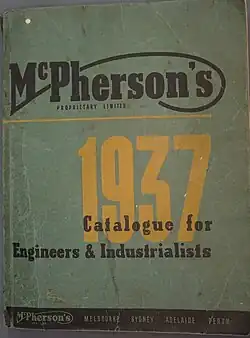 McPherson's
PROPRIETARY LIMITED
1937
Catalogue for
Engineers & Industrialists
McPherson's MELBOURNE SYDNEY ADELAIDE PERTH